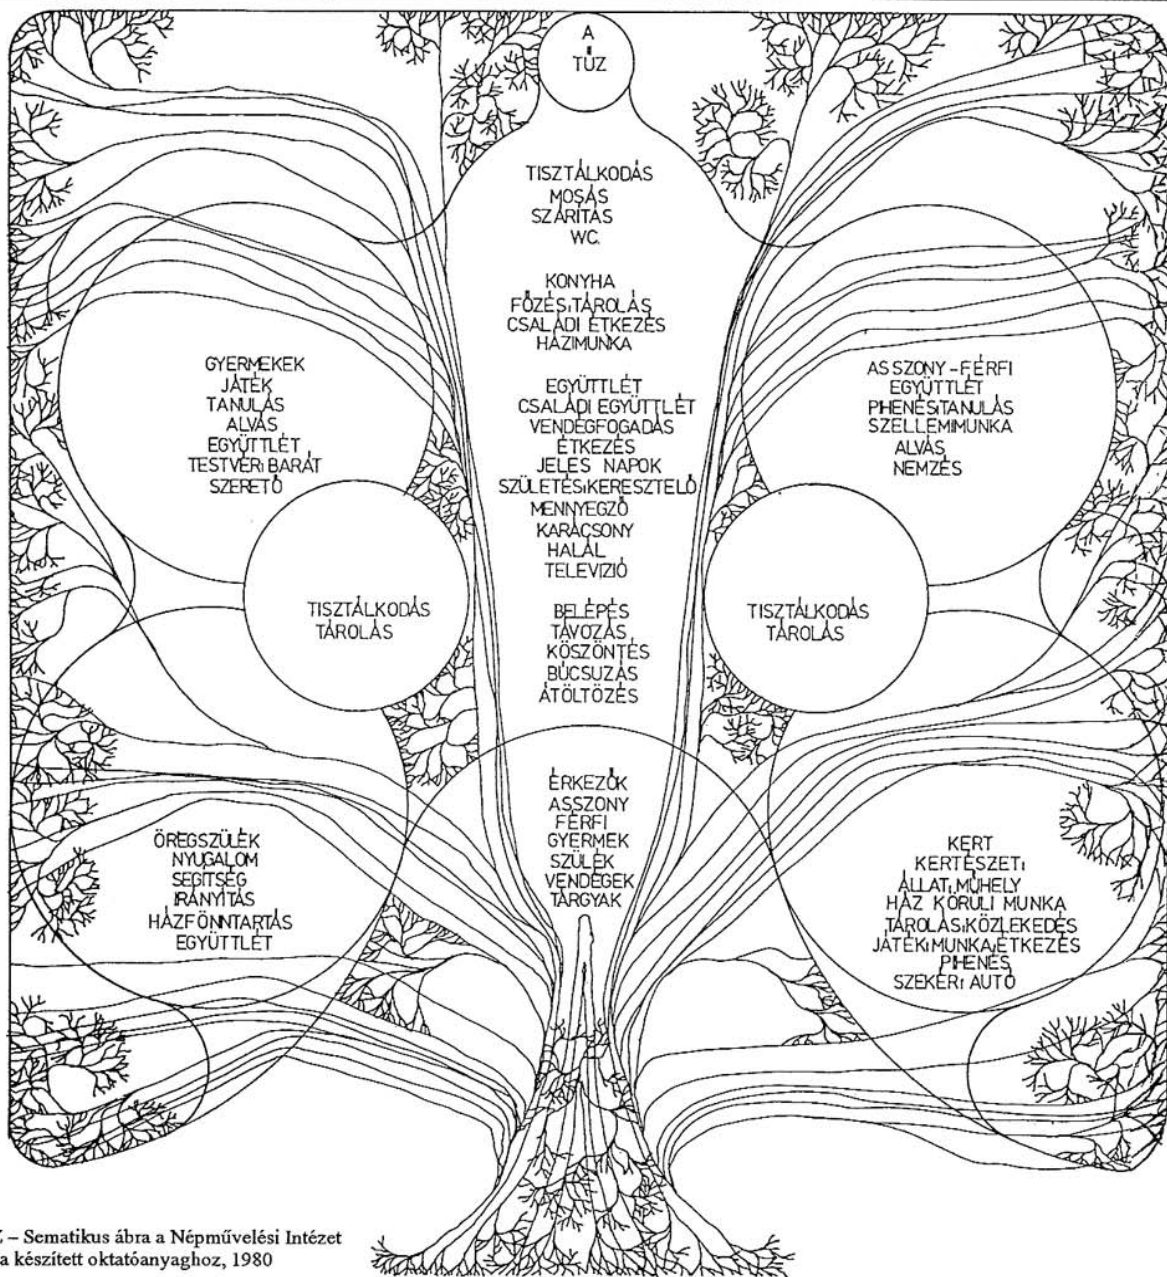 A
TŰZ
TISZTÁLKODÁS
MOSÁS
SZÁRÍTÁS
WC.
KONYHA
FŐZÉS,TÁROLÁS
CSALÁDI ÉTKEZÉS
HÁZIMUNKA
EGYÜTTLÉT
CSALÁDI EGYÜTTLÉT
VENDÉGFOGADÁS
ÉTKEZÉS
JELES NAPOK
SZÜLETÉS,KERESZTELŐ
MENNYEGZŐ
KARÁCSONY
HALÁL
TELEVIZIÓ
BELÉPÉS
TÁVOZÁS
KÖSZÖNTÉS
BÚCSUZÁS
ÁTÖLTÖZÉS
GYERMEKEK
JÁTÉK
TANULÁS
ALVÁS
EGYÜTTLÉT
TESTVÉR,BARÁT
SZERETŐ
ASSZONY-FÉRFI
EGYÜTTLÉT
PIHENÉS,TANULÁS
SZELLEMIMUNKA
ALVÁS
NEMZÉS
TISZTÁLKODÁS
TÁROLÁS
TISZTÁLKODÁS
TÁROLÁS
ÉRKEZŐK
ASSZONY
FÉRFI
GYERMEK
SZÜLÉK
VENDÉGEK
TÁRGYAK
ÖREGSZÜLÉK
NYUGALOM
SEGÍTSÉG
IRÁNYÍTÁS
HÁZFÖNNTARTÁS
EGYÜTTLÉT
KERT
KERTÉSZET,
ÁLLAT,MŰHELY
HÁZ KÖRÜLI MUNKA
TÁROLÁS,KÖZLEKEDÉS
JÁTÉK,MUNKA,ÉTKEZÉS
PIHENÉS
SZEKÉR, AUTÓ
– Sematikus ábra a Népművelési Intézet
a készített oktatóanyaghoz, 1980